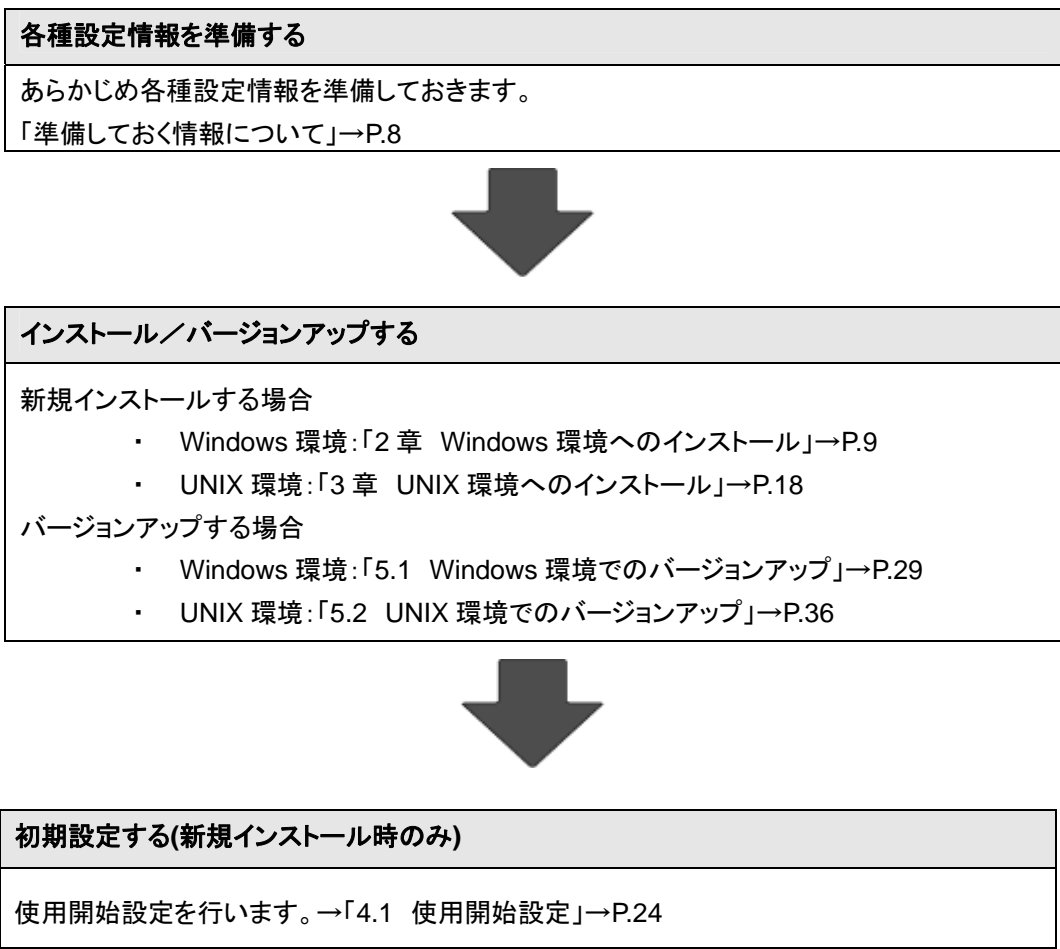 各種設定情報を準備する
あらかじめ各種設定情報を準備しておきます。
「準備しておく情報について」→P.8
インストール／バージョンアップする
新規インストールする場合
・ Windows 環境：「2 章 Windows 環境へのインストール」→P.9
・ UNIX 環境：「3 章 UNIX 環境へのインストール」→P.18
バージョンアップする場合
・ Windows 環境：「5.1 Windows 環境でのバージョンアップ」→P.29
・ UNIX 環境：「5.2 UNIX 環境でのバージョンアップ」→P.36
初期設定する(新規インストール時のみ)
使用開始設定を行います。→「4.1 使用開始設定」→P.24